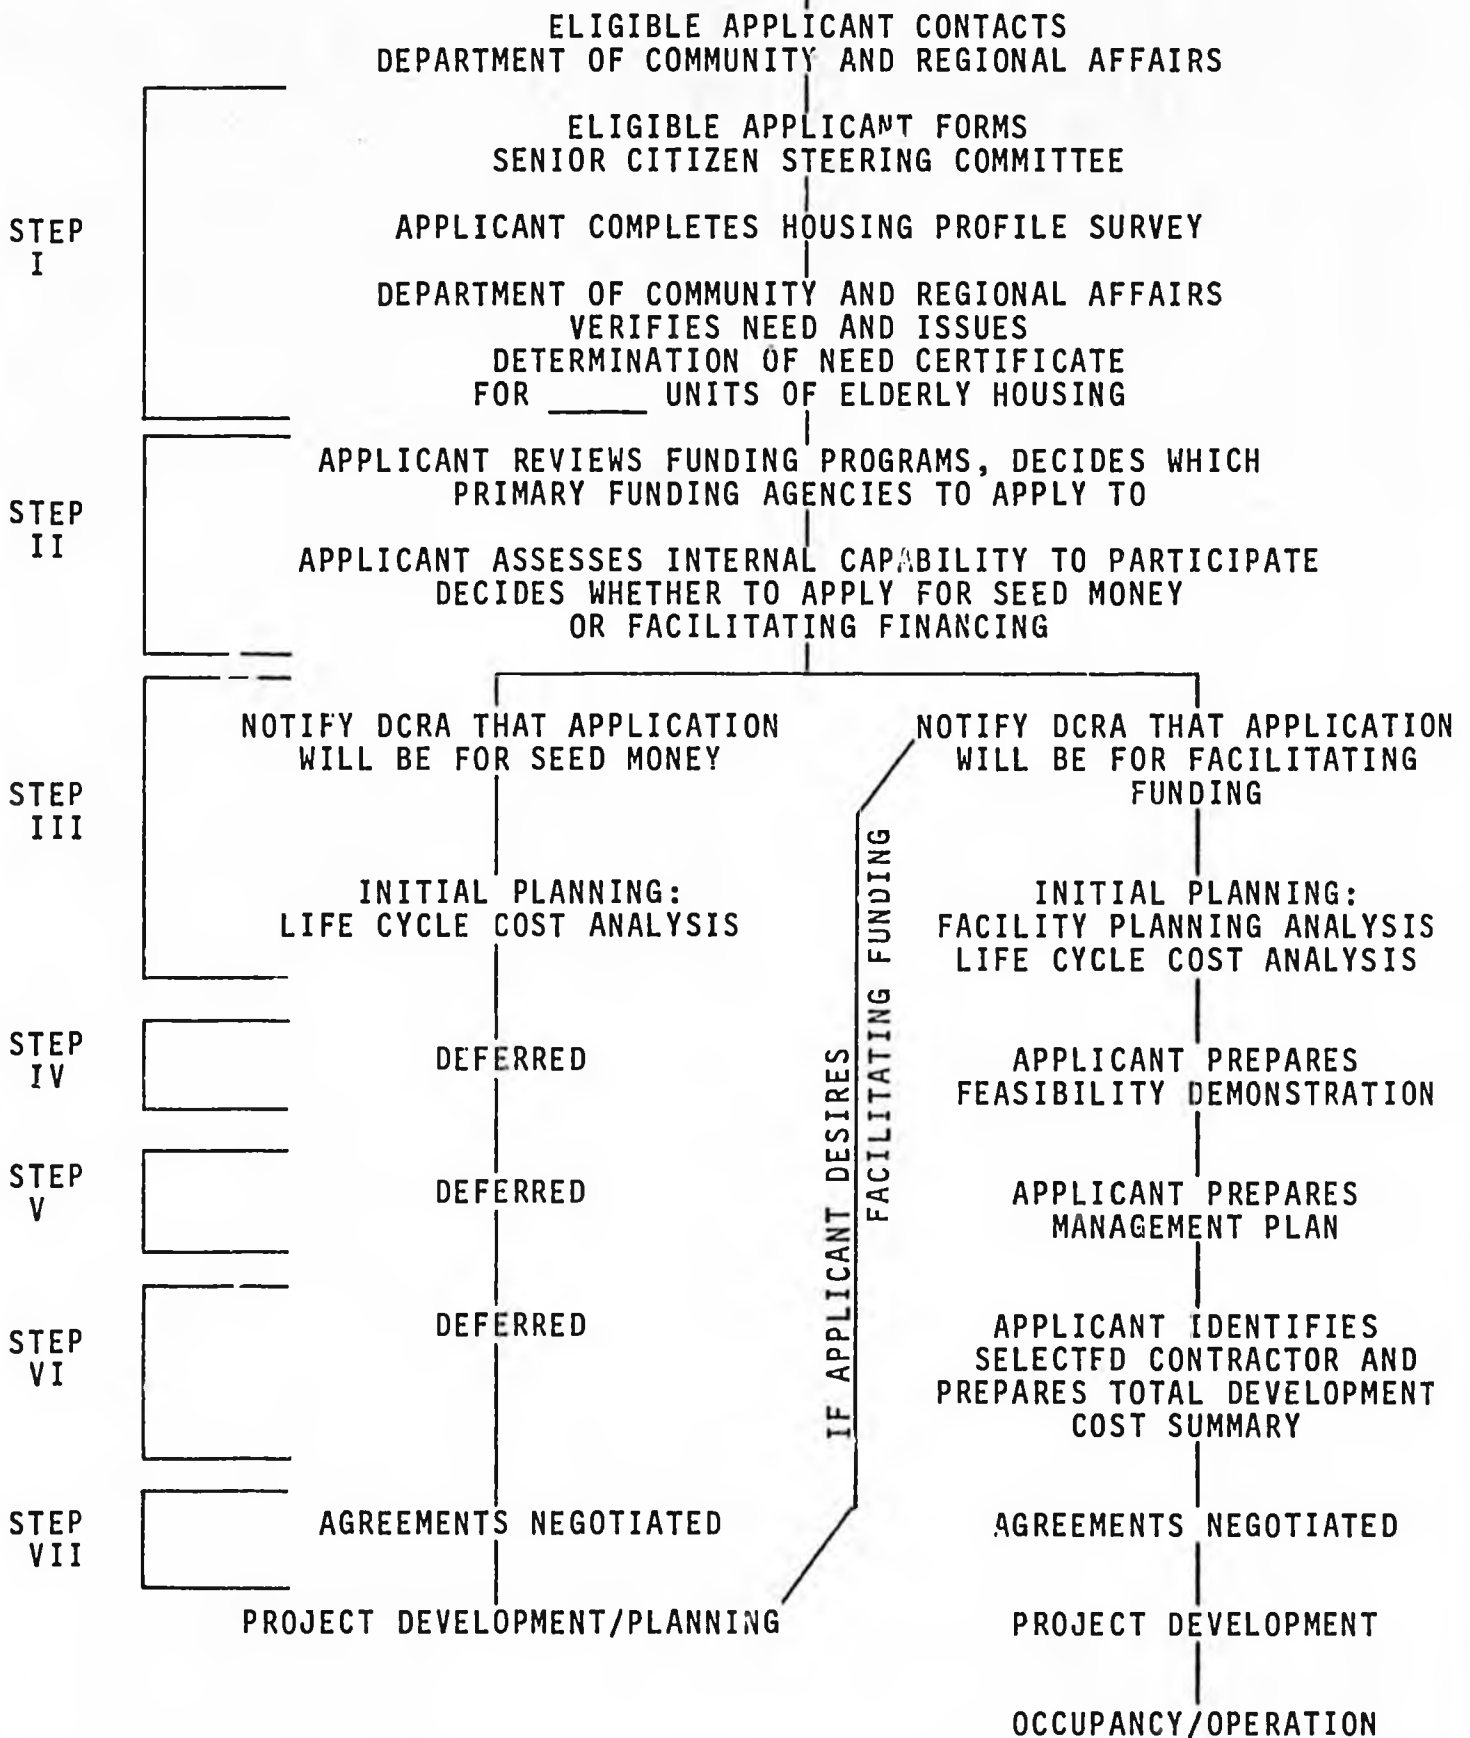 ELIGIBLE APPLICANT CONTACTS
DEPARTMENT OF COMMUNITY AND REGIONAL AFFAIRS
STEP
I
ELIGIBLE APPLICANT FORMS
SENIOR CITIZEN STEERING COMMITTEE
APPLICANT COMPLETES HOUSING PROFILE SURVEY
DEPARTMENT OF COMMUNITY AND REGIONAL AFFAIRS
VERIFIES NEED AND ISSUES
DETERMINATION OF NEED CERTIFICATE
FOR _____ UNITS OF ELDERLY HOUSING
STEP
II
APPLICANT REVIEWS FUNDING PROGRAMS, DECIDES WHICH
PRIMARY FUNDING AGENCIES TO APPLY TO
APPLICANT ASSESSES INTERNAL CAPABILITY TO PARTICIPATE
DECIDES WHETHER TO APPLY FOR SEED MONEY
OR FACILITATING FINANCING
STEP
III
NOTIFY DCRA THAT APPLICATION
WILL BE FOR SEED MONEY
INITIAL PLANNING:
LIFE CYCLE COST ANALYSIS
NOTIFY DCRA THAT APPLICATION
WILL BE FOR FACILITATING
FUNDING
INITIAL PLANNING:
FACILITY PLANNING ANALYSIS
LIFE CYCLE COST ANALYSIS
IF APPLICANT DESIRES
FACILITATING FUNDING
STEP
IV
DEFERRED
APPLICANT PREPARES
FEASIBILITY DEMONSTRATION
STEP
V
DEFERRED
APPLICANT PREPARES
MANAGEMENT PLAN
STEP
VI
DEFERRED
APPLICANT IDENTIFIES
SELECTFD CONTRACTOR AND
PREPARES TOTAL DEVELOPMENT
COST SUMMARY
STEP
VII
AGREEMENTS NEGOTIATED
AGREEMENTS NEGOTIATED
PROJECT DEVELOPMENT/PLANNING
PROJECT DEVELOPMENT
OCCUPANCY/OPERATION